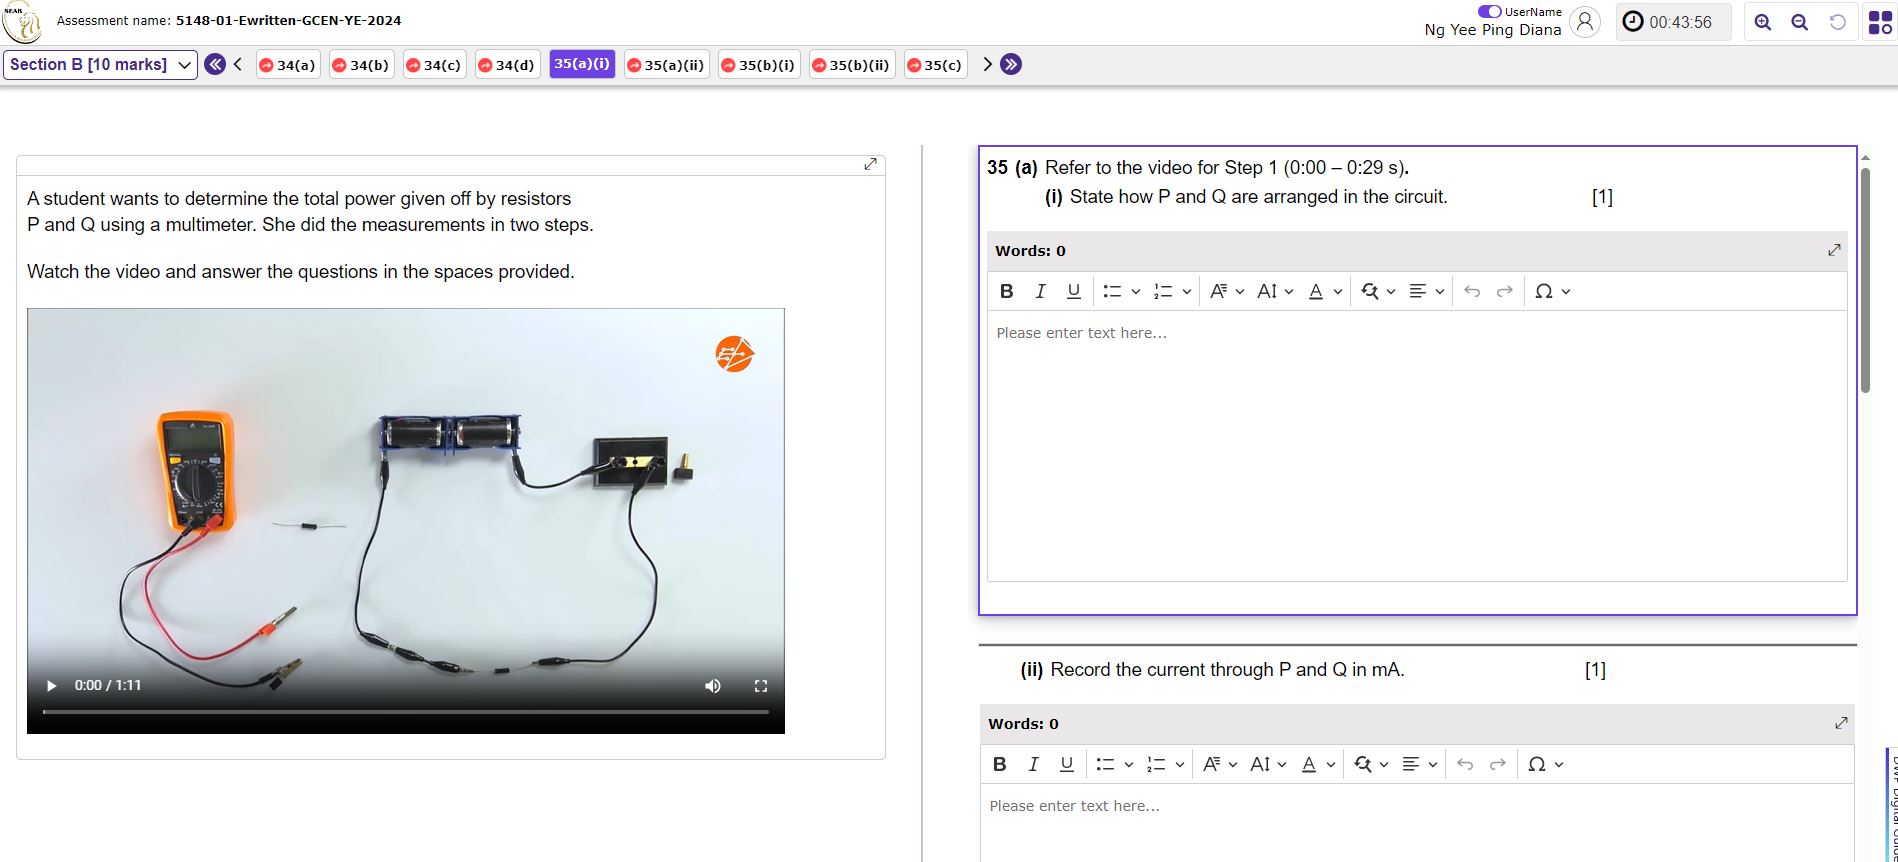 SEAB
Assessment name: 5148-01-Ewritten-GCEN-YE-2024
UserName
Ng Yee Ping Diana
00:43:56
Section B [10 marks]
34(a)
34(b)
34(c)
34(d)
35(a)(i)
35(a)(ii)
35(b)(i)
35(b)(ii)
35(c)
A student wants to determine the total power given off by resistors
P and Q using a multimeter. She did the measurements in two steps.
Watch the video and answer the questions in the spaces provided.
0:00 / 1:11
35 (a) Refer to the video for Step 1 (0:00 – 0:29 s).
(i) State how P and Q are arranged in the circuit. [1]
Words: 0
B I U
Please enter text here...
(ii) Record the current through P and Q in mA. [1]
Words: 0
B I U
Please enter text here...